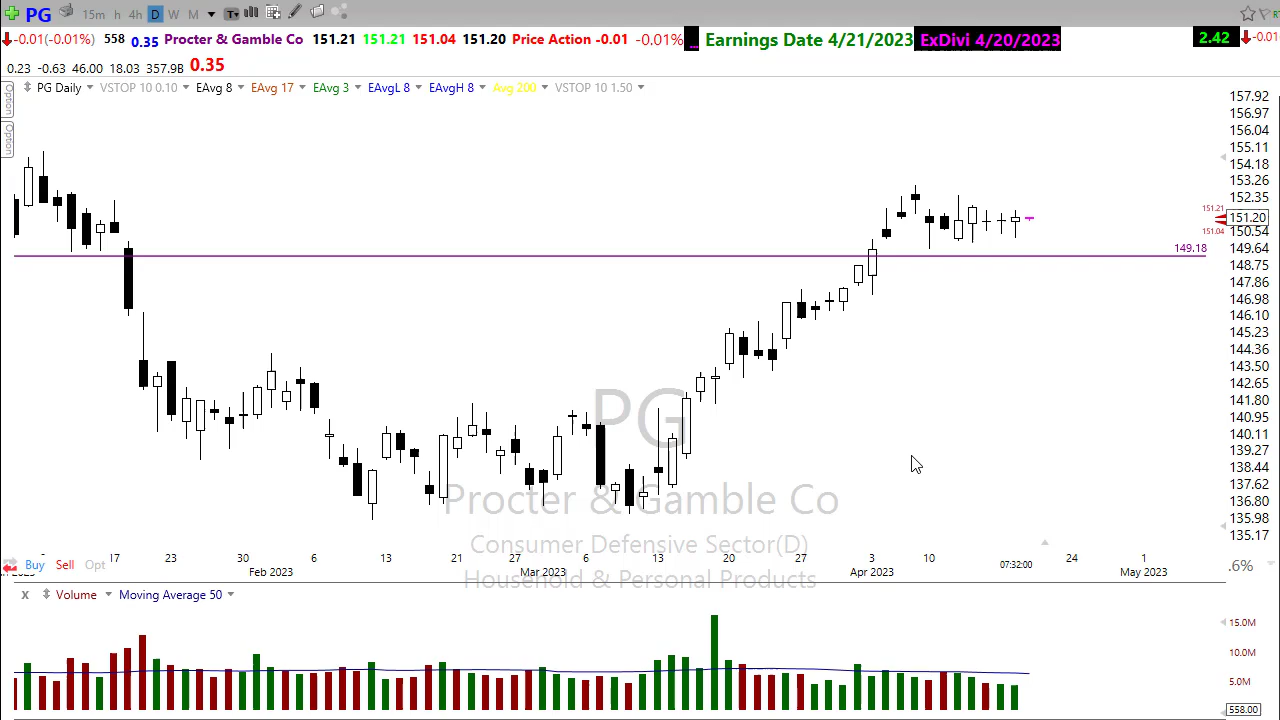 PG 15m h 4h D W M T
-0.01(-0.01%) 558 0.35 Procter & Gamble Co 151.21 151.21 151.04 151.20 Price Action -0.01 -0.01% ... Earnings Date 4/21/2023 ExDivi 4/20/2023 2.42 -0.01
0.23 -0.63 46.00 18.03 357.9B 0.35
PG Daily VSTOP 10 0.10 EAvg 8 EAvg 17 EAvg 3 EAvgL 8 EAvgH 8 Avg 200 VSTOP 10 1.50
Option
Option
157.92
156.97
156.04
155.11
154.18
153.26
152.35
151.21
151.20
151.04
150.54
149.18
149.64
148.75
147.86
146.98
146.10
145.23
144.36
143.50
142.65
141.80
140.95
140.11
139.27
138.44
137.62
136.80
135.98
135.17
PG
Procter & Gamble Co
Consumer Defensive Sector(D)
Household & Personal Products
17 23 30 6 13 21 27 6 13 20 27 3 10 07:32:00 24 1
Buy Sell Opt .6%
2023 Feb 2023 Mar 2023 Apr 2023 May 2023
x Volume Moving Average 50
15.0M
10.0M
5.0M
558.00